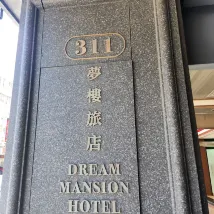 311
夢
樓
旅
店
DREAM
MANSION
HOTEL